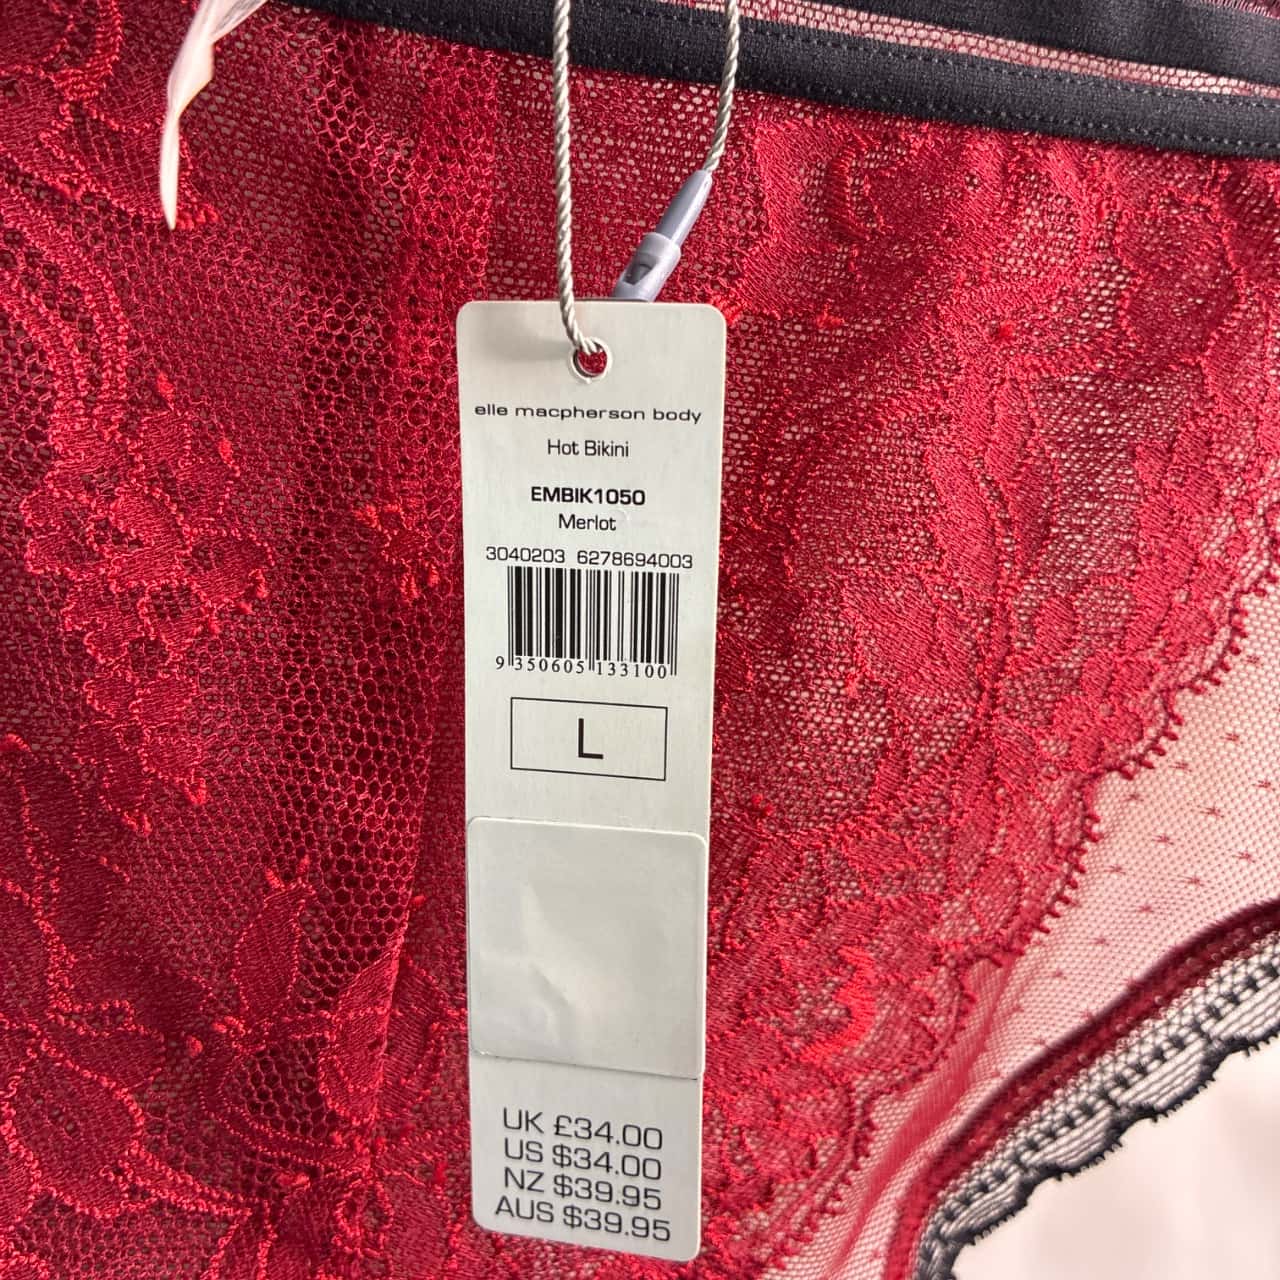 elle macpherson body
Hot Bikini
EMBIK1050
Merlot
3040203 6278694003
9 350605 133100
L
UK £34.00
US $34.00
NZ $39.95
AUS $39.95